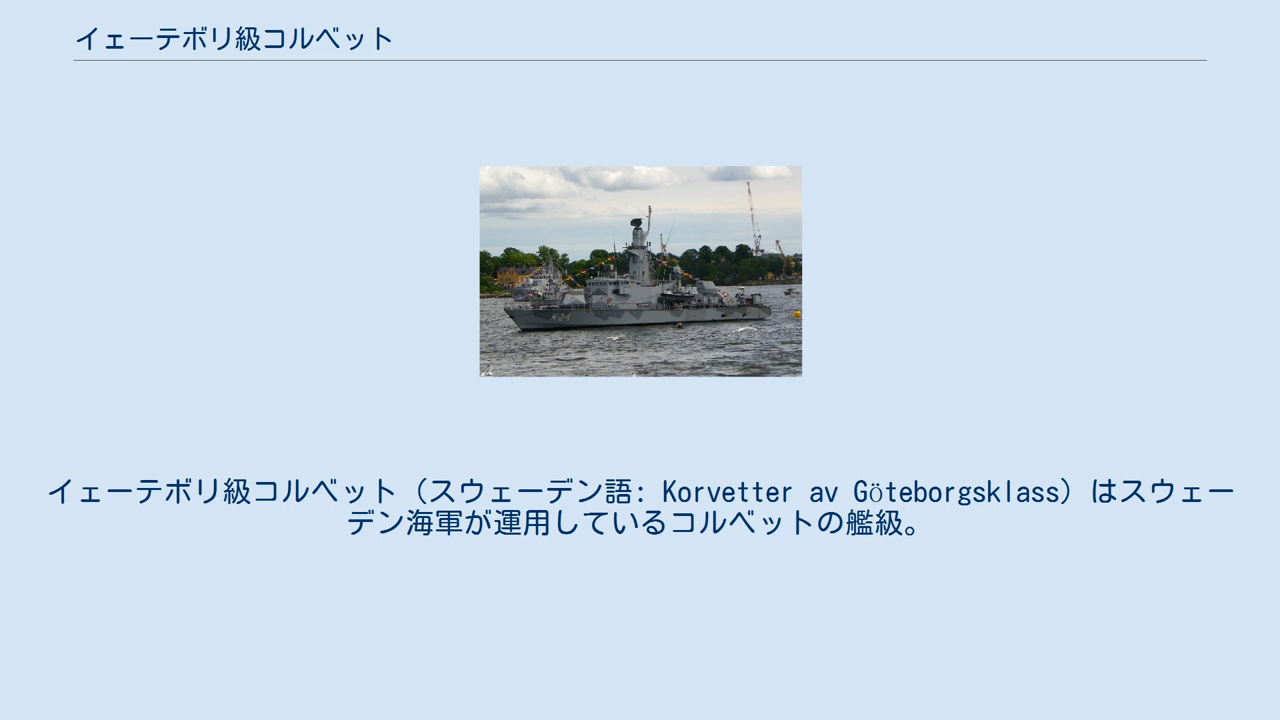 イェーテボリ級コルベット
K24
イェーテボリ級コルベット（スウェーデン語: Korvetter av Göteborgsklass）はスウェー
デン海軍が運用しているコルベットの艦級。